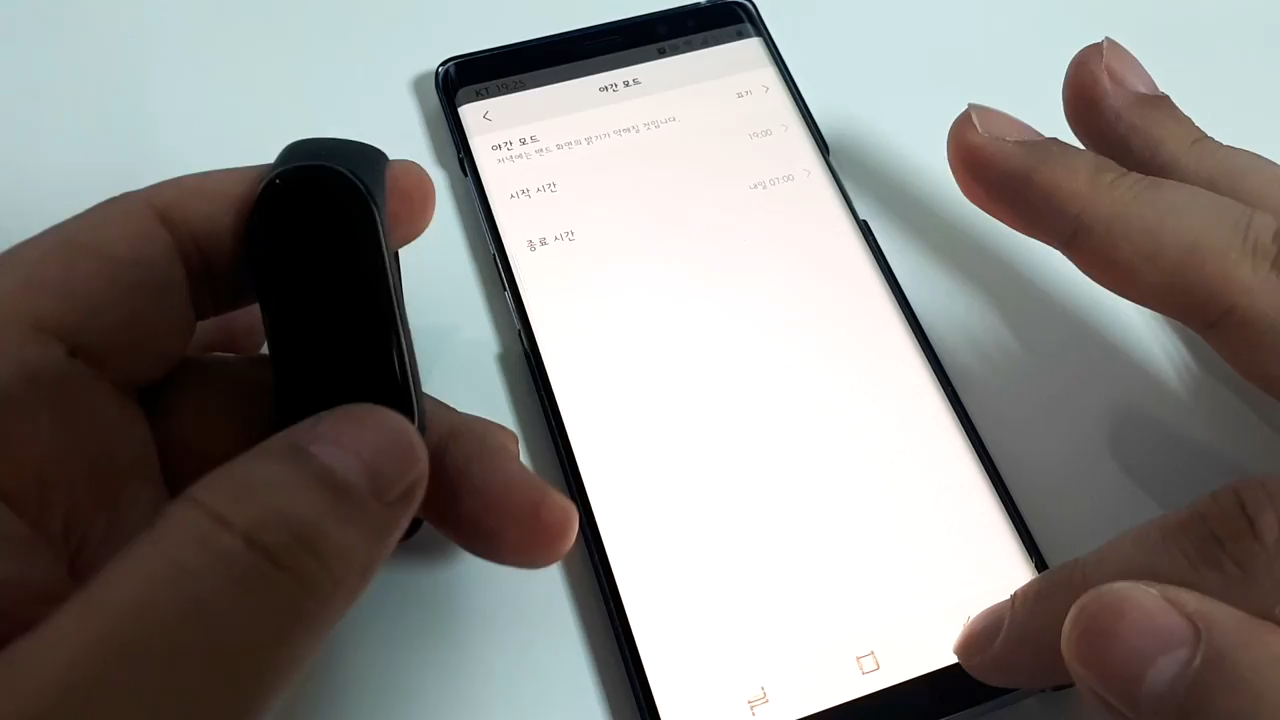 KT 19:25
야간 모드
야간 모드
표기
저녁에는 밴드 화면의 밝기가 약해질 것입니다.
시작 시간
19:00
종료 시간
내일 07:00